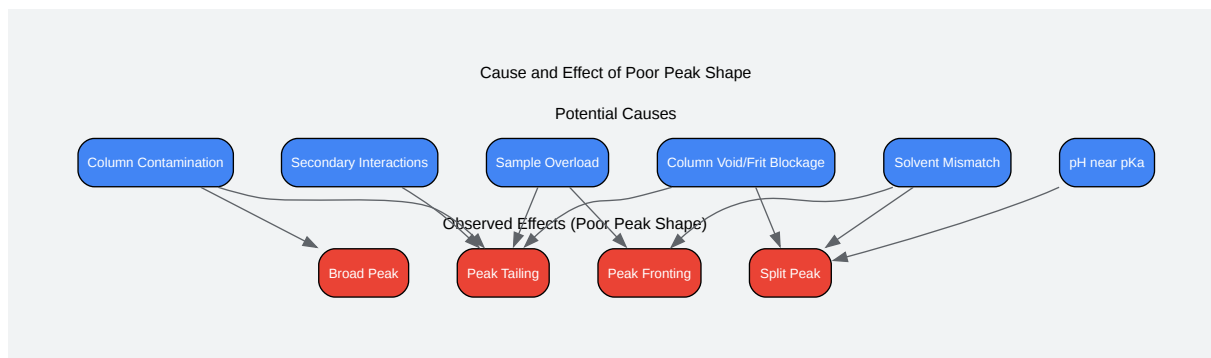 Cause and Effect of Poor Peak Shape
Potential Causes
Column Contamination
Secondary Interactions
Sample Overload
Column Void/Frit Blockage
Solvent Mismatch
pH near pKa
Observed Effects (Poor Peak Shape)
Broad Peak
Peak Tailing
Peak Fronting
Split Peak